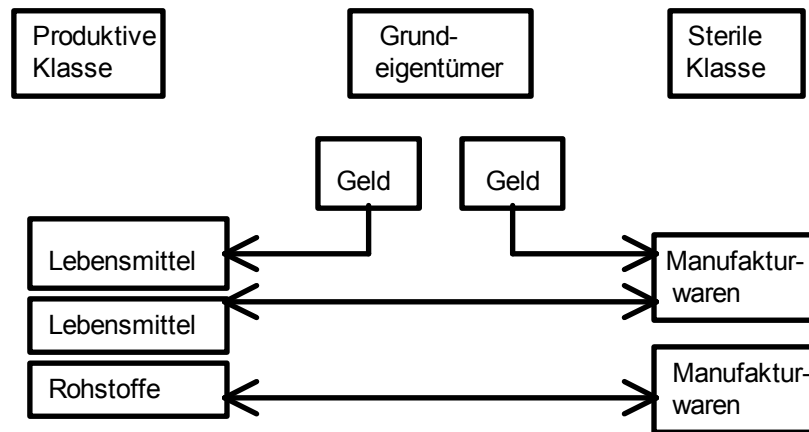 Produktive
Klasse
Grund-
eigentümer
Sterile
Klasse
Geld
Geld
Lebensmittel
Manufaktur-
waren
Lebensmittel
Rohstoffe
Manufaktur-
waren